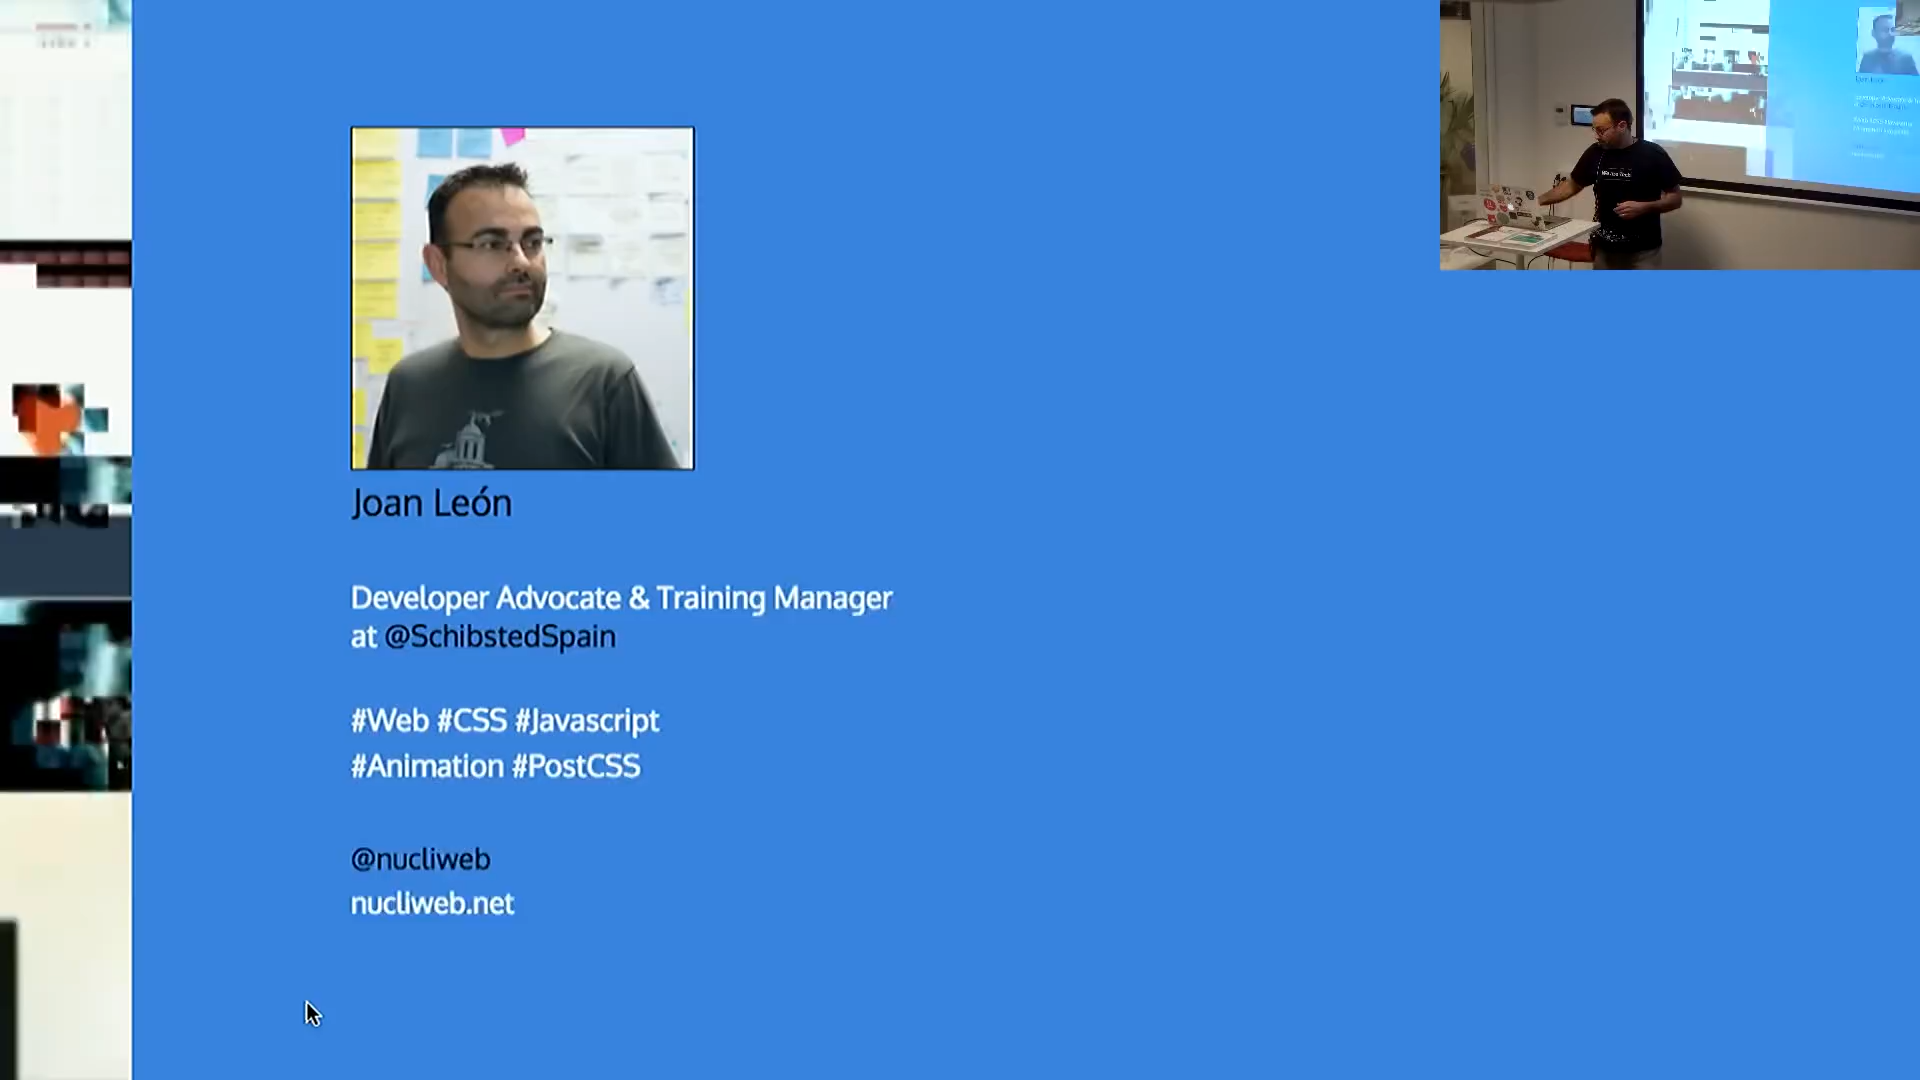 Joan León
Developer Advocate & Training Manager
at @SchibstedSpain
#Web #CSS #Javascript
#Animation #PostCSS
@nucliweb
nucliweb.net